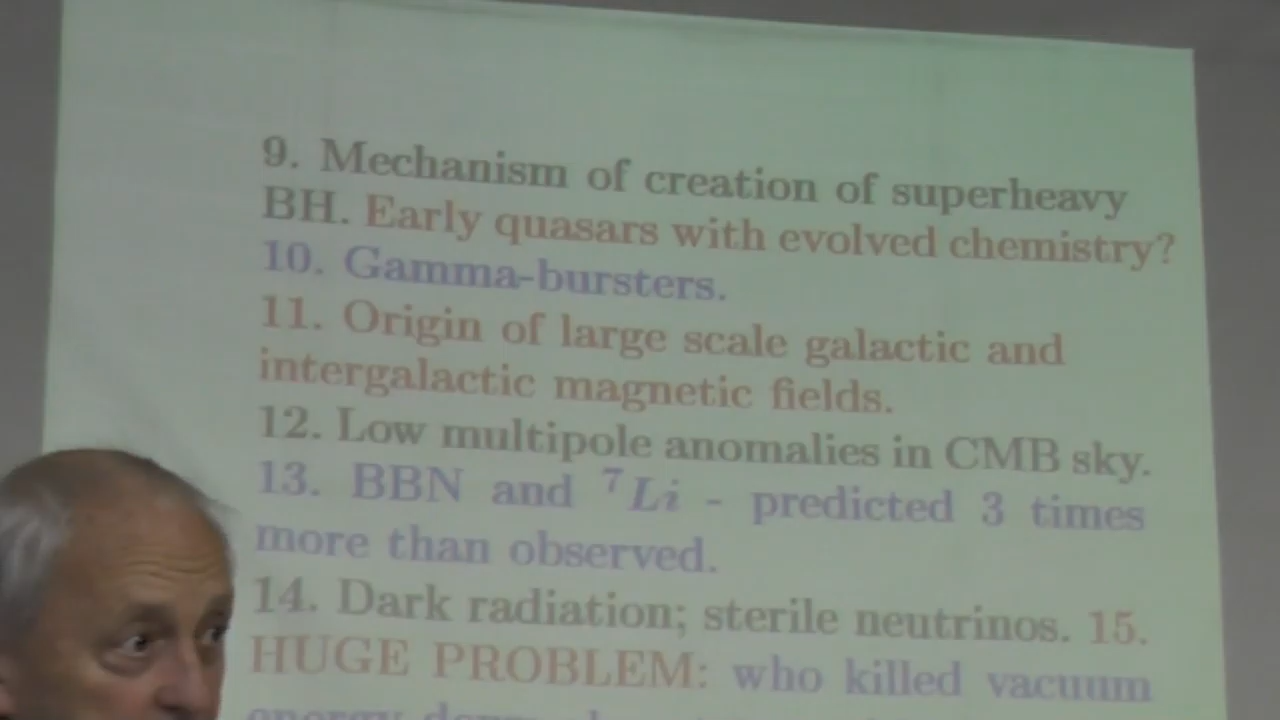 9. Mechanism of creation of superheavy
BH. Early quasars with evolved chemistry?
10. Gamma-bursters.
11. Origin of large scale galactic and
intergalactic magnetic fields.
12. Low multipole anomalies in CMB sky.
13. BBN and ⁷Li - predicted 3 times
more than observed.
14. Dark radiation; sterile neutrinos. 15.
HUGE PROBLEM: who killed vacuum
energy